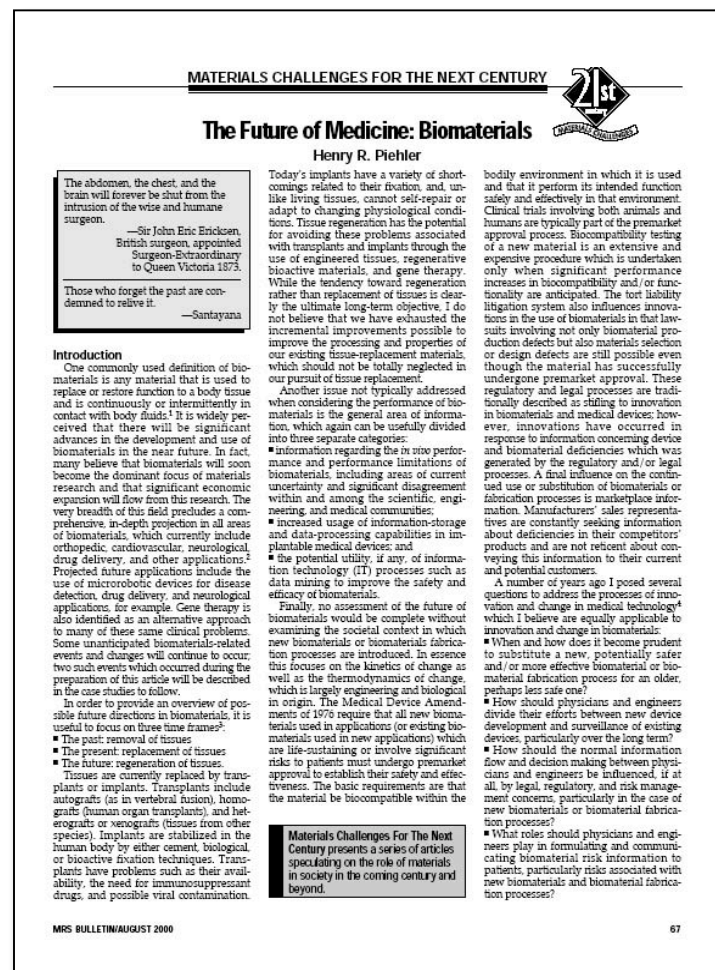 MATERIALS CHALLENGES FOR THE NEXT CENTURY
21st
century
MATERIALS CHALLENGES
The Future of Medicine: Biomaterials
Henry R. Piehler
The abdomen, the chest, and the
brain will forever be shut from the
intrusion of the wise and humane
surgeon.
—Sir John Eric Ericksen,
British surgeon, appointed
Surgeon-Extraordinary
to Queen Victoria 1873.
Those who forget the past are con-
demned to relive it.
—Santayana
Introduction
One commonly used definition of bio-
materials is any material that is used to
replace or restore function to a body tissue
and is continuously or intermittently in
contact with body fluids.1 It is widely per-
ceived that there will be significant
advances in the development and use of
biomaterials in the near future. In fact,
many believe that biomaterials will soon
become the dominant focus of materials
research and that significant economic
expansion will flow from this research. The
very breadth of this field precludes a com-
prehensive, in-depth projection in all areas
of biomaterials, which currently include
orthopedic, cardiovascular, neurological,
drug delivery, and other applications.2
Projected future applications include the
use of microrobotic devices for disease
detection, drug delivery, and neurological
applications, for example. Gene therapy is
also identified as an alternative approach
to many of these same clinical problems.
Some unanticipated biomaterials-related
events and changes will continue to occur;
two such events which occurred during the
preparation of this article will be described
in the case studies to follow.
In order to provide an overview of pos-
sible future directions in biomaterials, it is
useful to focus on three time frames3:
■ The past: removal of tissues
■ The present: replacement of tissues
■ The future: regeneration of tissues.
Tissues are currently replaced by trans-
plants or implants. Transplants include
autografts (as in vertebral fusion), homo-
grafts (human organ transplants), and het-
erografts or xenografts (tissues from other
species). Implants are stabilized in the
human body by either cement, biological,
or bioactive fixation techniques. Trans-
plants have problems such as their avail-
ability, the need for immunosuppressant
drugs, and possible viral contamination.
Today's implants have a variety of short-
comings related to their fixation, and, un-
like living tissues, cannot self-repair or
adapt to changing physiological condi-
tions. Tissue regeneration has the potential
for avoiding these problems associated
with transplants and implants through the
use of engineered tissues, regenerative
bioactive materials, and gene therapy.
While the tendency toward regeneration
rather than replacement of tissues is clear-
ly the ultimate long-term objective, I do
not believe that we have exhausted the
incremental improvements possible to
improve the processing and properties of
our existing tissue-replacement materials,
which should not be totally neglected in
our pursuit of tissue replacement.
Another issue not typically addressed
when considering the performance of bio-
materials is the general area of informa-
tion, which again can be usefully divided
into three separate categories:
■ information regarding the in vivo perfor-
mance and performance limitations of
biomaterials, including areas of current
uncertainty and significant disagreement
within and among the scientific, engi-
neering, and medical communities;
■ increased usage of information-storage
and data-processing capabilities in im-
plantable medical devices; and
■ the potential utility, if any, of informa-
tion technology (IT) processes such as
data mining to improve the safety and
efficacy of biomaterials.
Finally, no assessment of the future of
biomaterials would be complete without
examining the societal context in which
new biomaterials or biomaterials fabrica-
tion processes are introduced. In essence
this focuses on the kinetics of change as
well as the thermodynamics of change,
which is largely engineering and biological
in origin. The Medical Device Amend-
ments of 1976 require that all new bioma-
terials used in applications (or existing bio-
materials used in new applications) which
are life-sustaining or involve significant
risks to patients must undergo premarket
approval to establish their safety and effec-
tiveness. The basic requirements are that
the material be biocompatible within the
Materials Challenges For The Next
Century presents a series of articles
speculating on the role of materials
in society in the coming century and
beyond.
bodily environment in which it is used
and that it perform its intended function
safely and effectively in that environment.
Clinical trials involving both animals and
humans are typically part of the premarket
approval process. Biocompatibility testing
of a new material is an extensive and
expensive procedure which is undertaken
only when significant performance
increases in biocompatibility and/or func-
tionality are anticipated. The tort liability
litigation system also influences innova-
tions in the use of biomaterials in that law-
suits involving not only biomaterial pro-
duction defects but also materials selection
or design defects are still possible even
though the material has successfully
undergone premarket approval. These
regulatory and legal processes are tradi-
tionally described as stifling to innovation
in biomaterials and medical devices; how-
ever, innovations have occurred in
response to information concerning device
and biomaterial deficiencies which was
generated by the regulatory and/or legal
processes. A final influence on the contin-
ued use or substitution of biomaterials or
fabrication processes is marketplace infor-
mation. Manufacturers' sales representa-
tives are constantly seeking information
about deficiencies in their competitors'
products and are not reticent about con-
veying this information to their current
and potential customers.
A number of years ago I posed several
questions to address the processes of inno-
vation and change in medical technology4
which I believe are equally applicable to
innovation and change in biomaterials:
■ When and how does it become prudent
to substitute a new, potentially safer
and/or more effective biomaterial or bio-
material fabrication process for an older,
perhaps less safe one?
■ How should physicians and engineers
divide their efforts between new device
development and surveillance of existing
devices, particularly over the long term?
■ How should the normal information
flow and decision making between physi-
cians and engineers be influenced, if at
all, by legal, regulatory, and risk manage-
ment concerns, particularly in the case of
new biomaterials or biomaterial fabrica-
tion processes?
■ What roles should physicians and engi-
neers play in formulating and communi-
cating biomaterial risk information to
patients, particularly risks associated with
new biomaterials and biomaterial fabrica-
tion processes?
MRS BULLETIN/AUGUST 2000
67